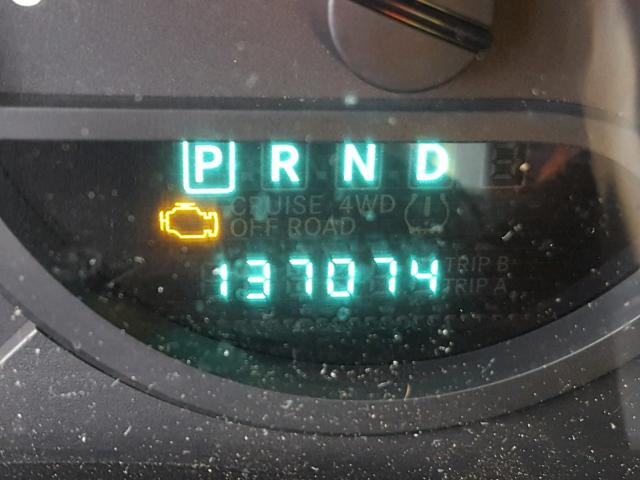 P R N D
CRUISE 4WD
OFF ROAD
137074
TRIP B
TRIP A